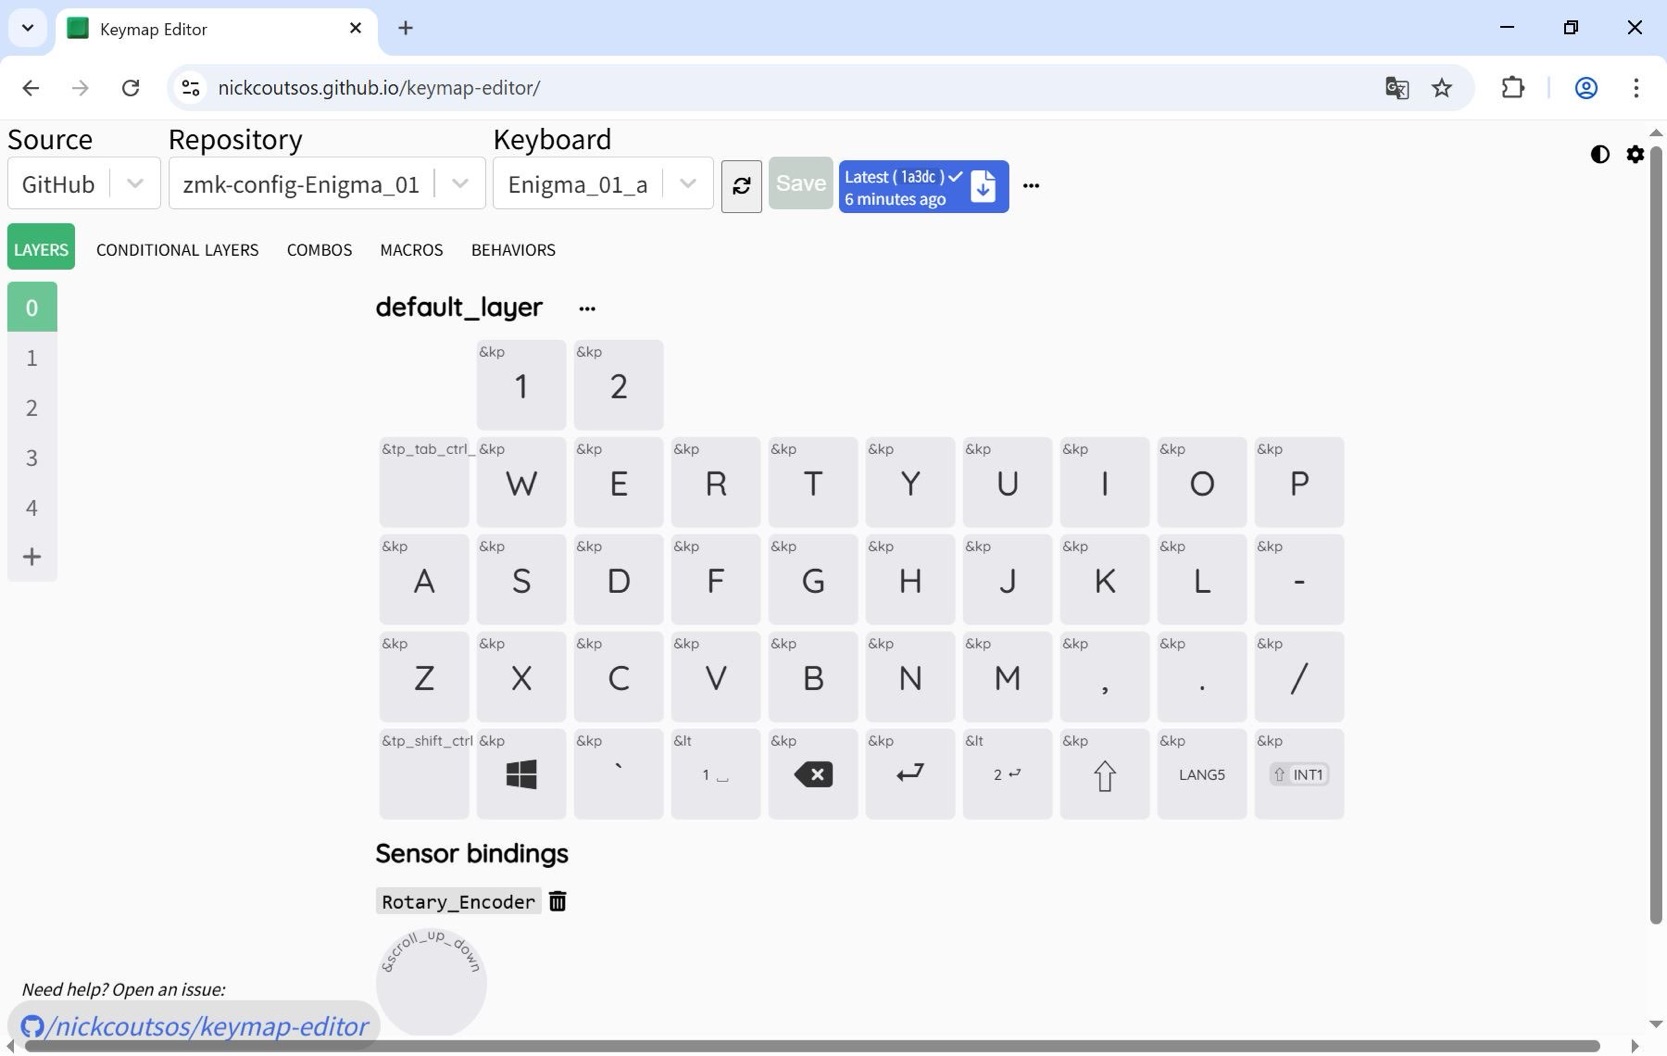 Keymap Editor
nickcoutsos.github.io/keymap-editor/
Source Repository Keyboard
GitHub zmk-config-Enigma_01 Enigma_01_a Save Latest ( 1a3dc ) ✓
6 minutes ago
LAYERS CONDITIONAL LAYERS COMBOS MACROS BEHAVIORS
0
1
2
3
4
+
default_layer ...
&kp &kp
1 2
&tp_tab_ctrl_ &kp &kp &kp &kp &kp &kp &kp &kp &kp
W E R T Y U I O P
&kp &kp &kp &kp &kp &kp &kp &kp &kp &kp
A S D F G H J K L -
&kp &kp &kp &kp &kp &kp &kp &kp &kp &kp
Z X C V B N M , . /
&tp_shift_ctrl &kp &kp &lt &kp &kp &lt &kp &kp &kp
` 1 ⎵ ⌫ ⏎ 2 ⏎ ⇧ LANG5 ⇧ INT1
Sensor bindings
Rotary_Encoder
&scroll_up_down
Need help? Open an issue:
/nickcoutsos/keymap-editor